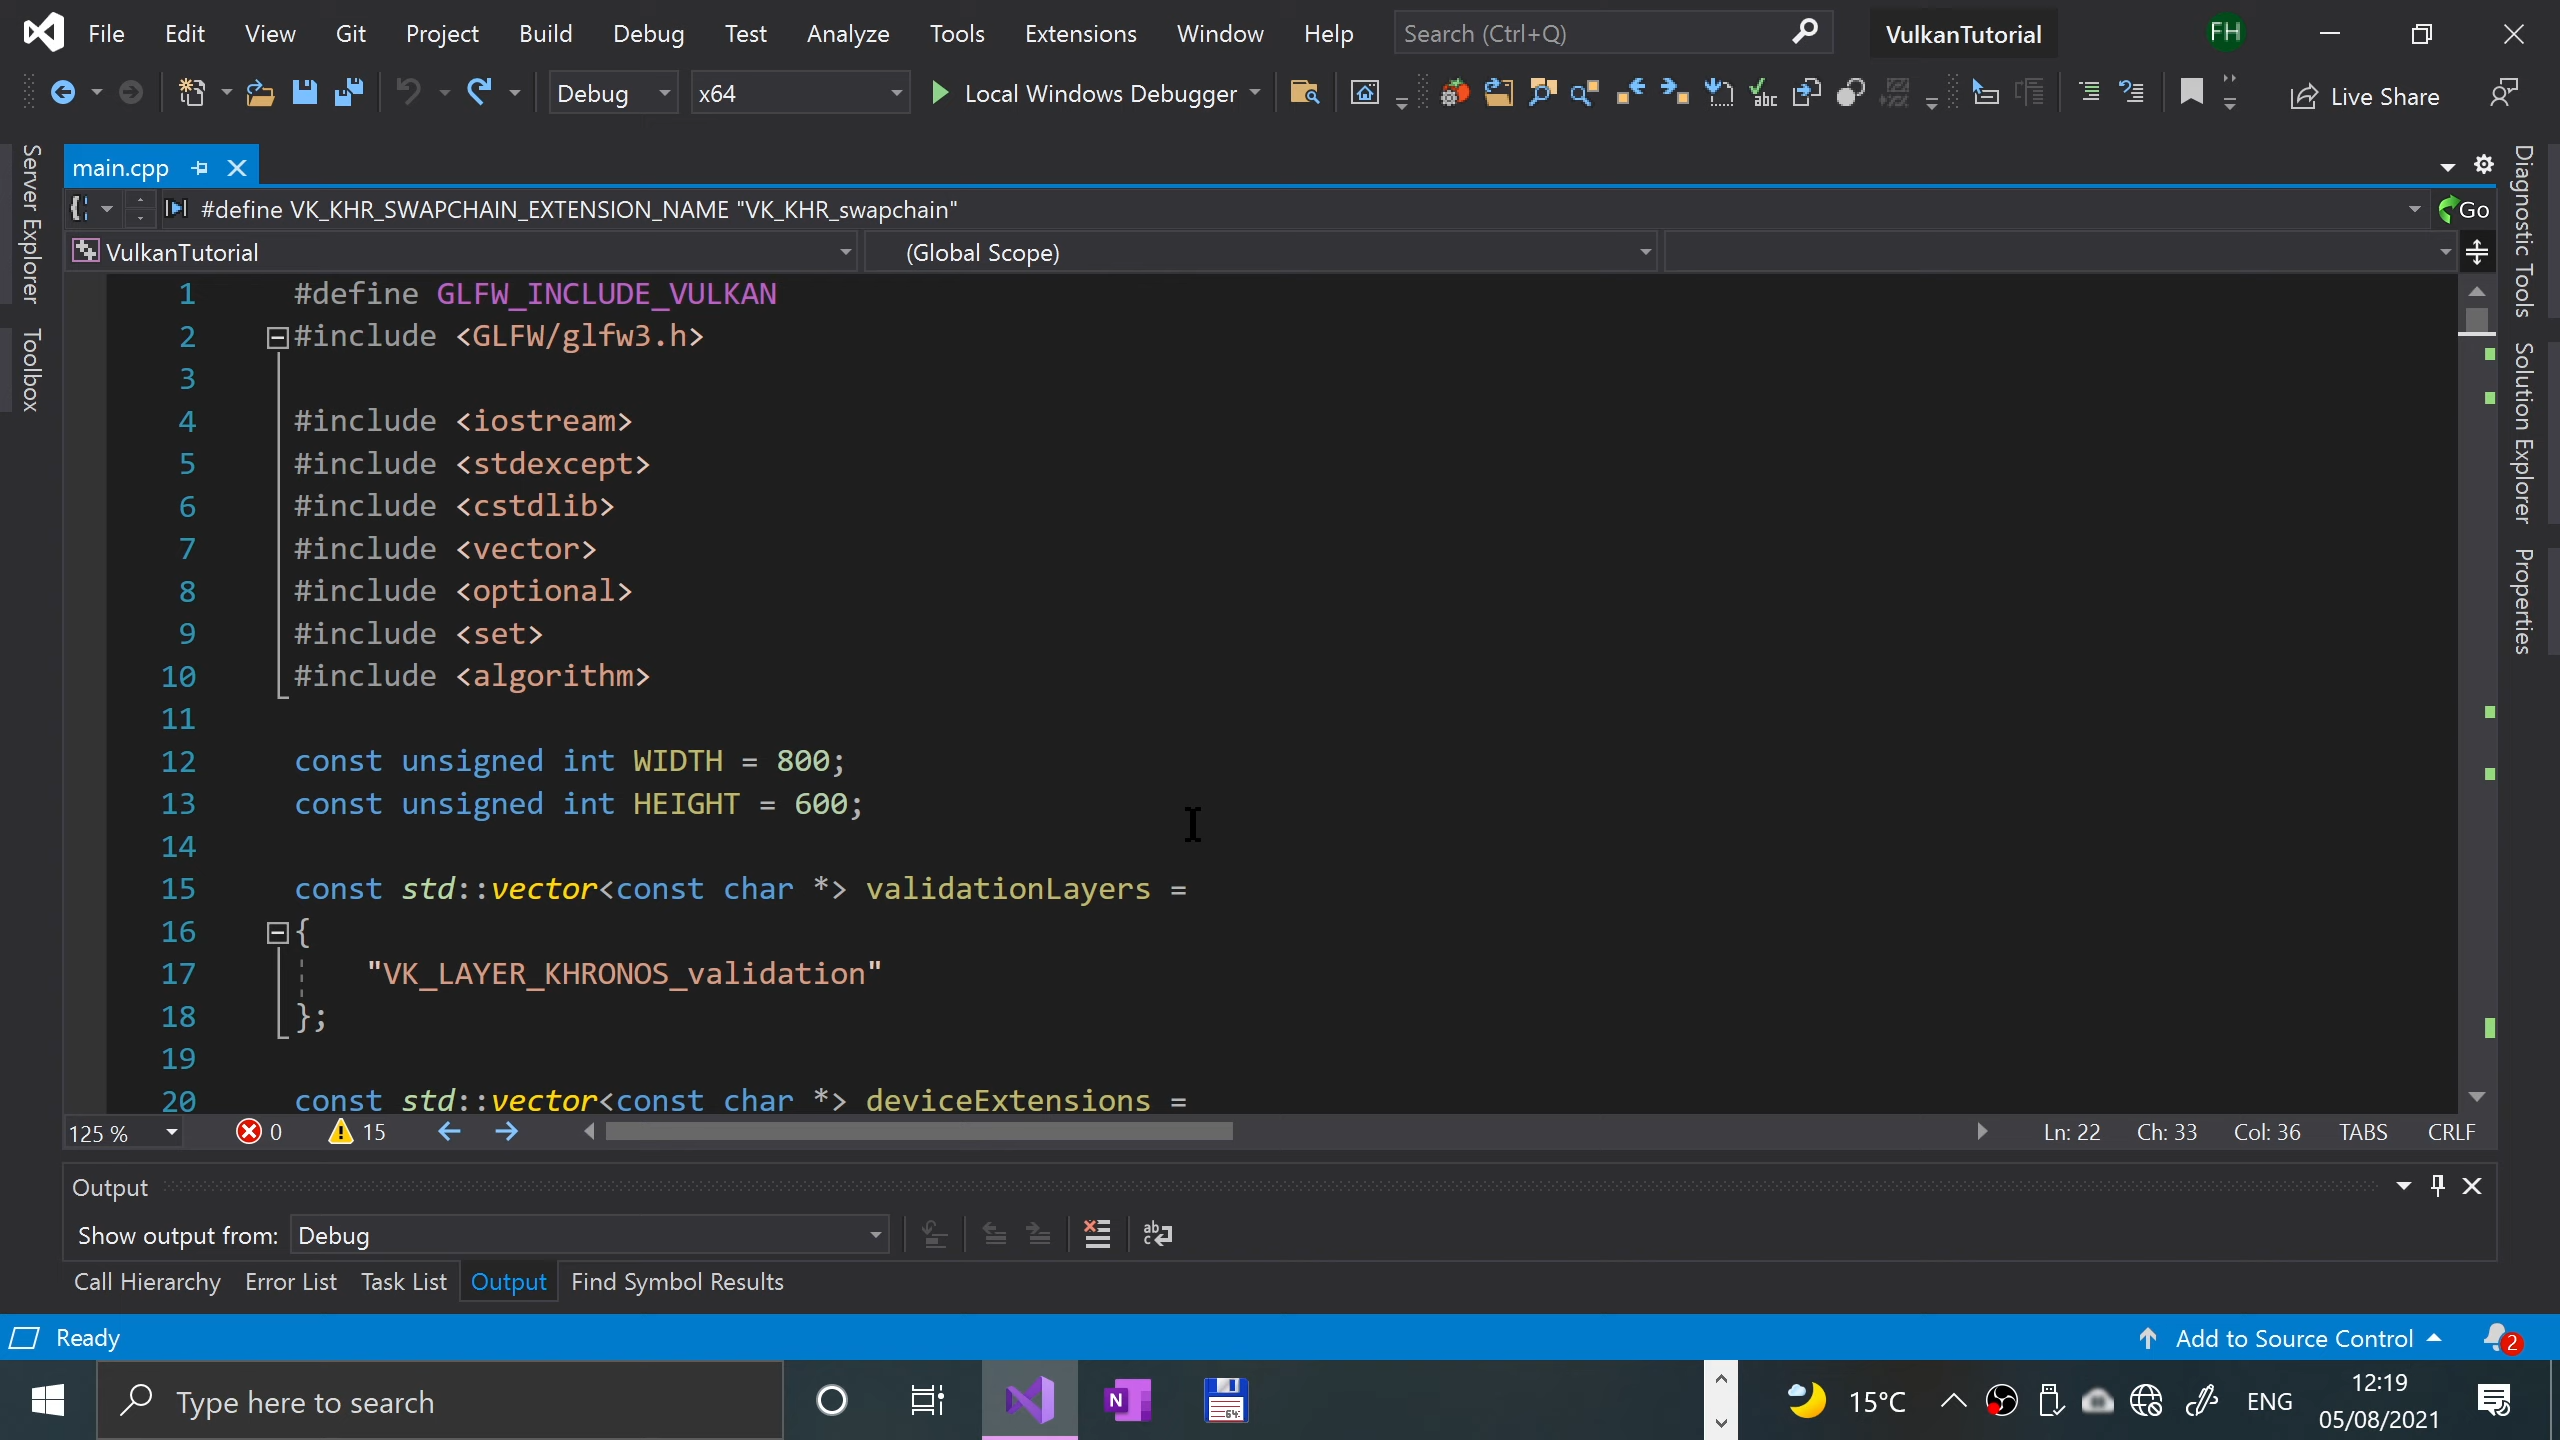 File Edit View Git Project Build Debug Test Analyze Tools Extensions Window Help Search (Ctrl+Q) VulkanTutorial FH
Debug x64 Local Windows Debugger Live Share
Server Explorer
Toolbox
main.cpp
#define VK_KHR_SWAPCHAIN_EXTENSION_NAME "VK_KHR_swapchain" Go
VulkanTutorial (Global Scope)
1 #define GLFW_INCLUDE_VULKAN
2 #include <GLFW/glfw3.h>
3
4 #include <iostream>
5 #include <stdexcept>
6 #include <cstdlib>
7 #include <vector>
8 #include <optional>
9 #include <set>
10 #include <algorithm>
11
12 const unsigned int WIDTH = 800;
13 const unsigned int HEIGHT = 600;
14
15 const std::vector<const char *> validationLayers =
16 {
17 "VK_LAYER_KHRONOS_validation"
18 };
19
20 const std::vector<const char *> deviceExtensions =
125 % 0 15 Ln: 22 Ch: 33 Col: 36 TABS CRLF
Diagnostic Tools
Solution Explorer
Properties
Output
Show output from: Debug
Call Hierarchy Error List Task List Output Find Symbol Results
Ready Add to Source Control 2
Type here to search N 64 15°C ENG 12:19
05/08/2021